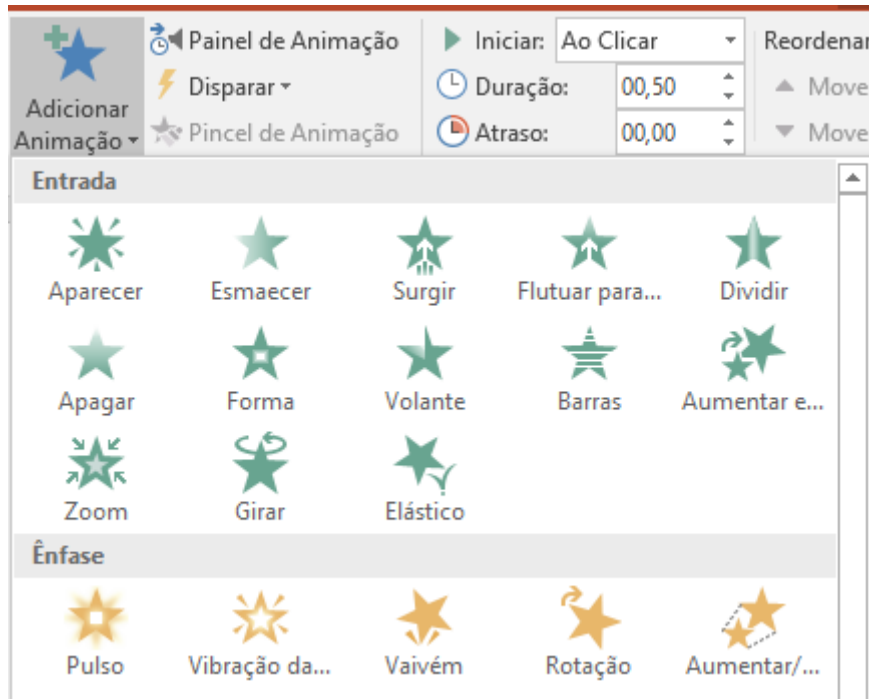 Adicionar Animação
Painel de Animação
Disparar
Pincel de Animação
Iniciar: Ao Clicar
Duração: 00,50
Atraso: 00,00
Reordenar
Move
Move
Entrada
Aparecer Esmaecer Surgir Flutuar para... Dividir
Apagar Forma Volante Barras Aumentar e...
Zoom Girar Elástico
Ênfase
Pulso Vibração da... Vaivém Rotação Aumentar/...